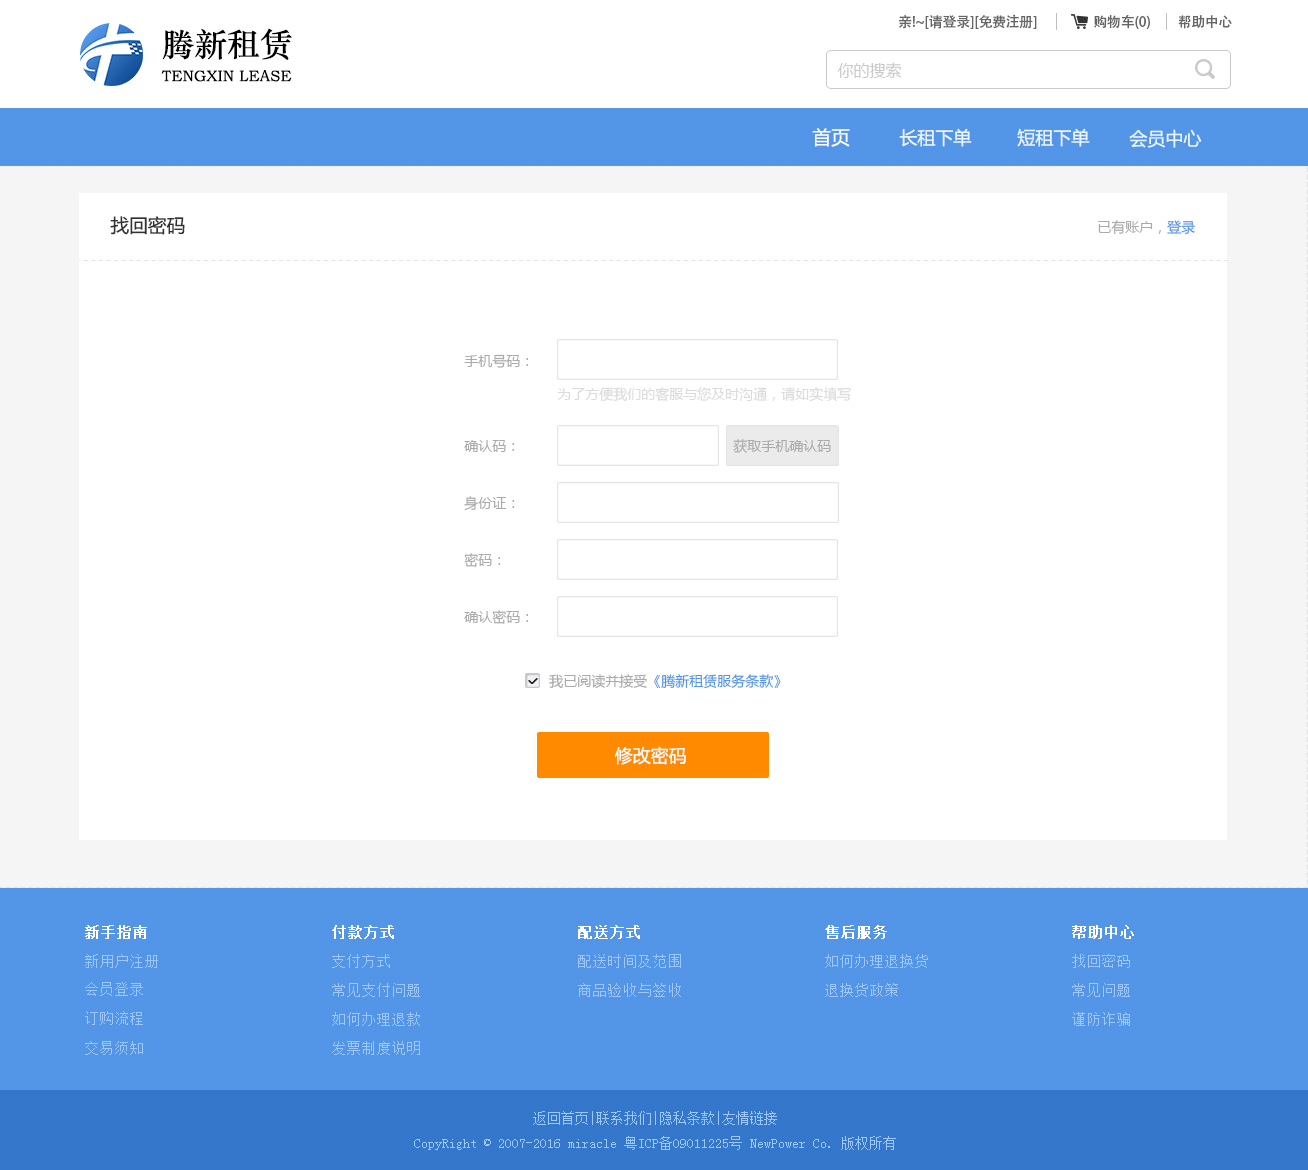 腾新租赁
TENGXIN LEASE
亲!~[请登录][免费注册]
购物车(0)
帮助中心
你的搜索
首页 长租下单 短租下单 会员中心
找回密码
已有账户，登录
手机号码：
为了方便我们的客服与您及时沟通，请如实填写
确认码：
获取手机确认码
身份证：
密码：
确认密码：
我已阅读并接受《腾新租赁服务条款》
修改密码
新手指南
新用户注册
会员登录
订购流程
交易须知
付款方式
支付方式
常见支付问题
如何办理退款
发票制度说明
配送方式
配送时间及范围
商品验收与签收
售后服务
如何办理退换货
退换货政策
帮助中心
找回密码
常见问题
谨防诈骗
返回首页|联系我们|隐私条款|友情链接
CopyRight © 2007-2016 miracle 粤ICP备09011225号 NewPower Co. 版权所有